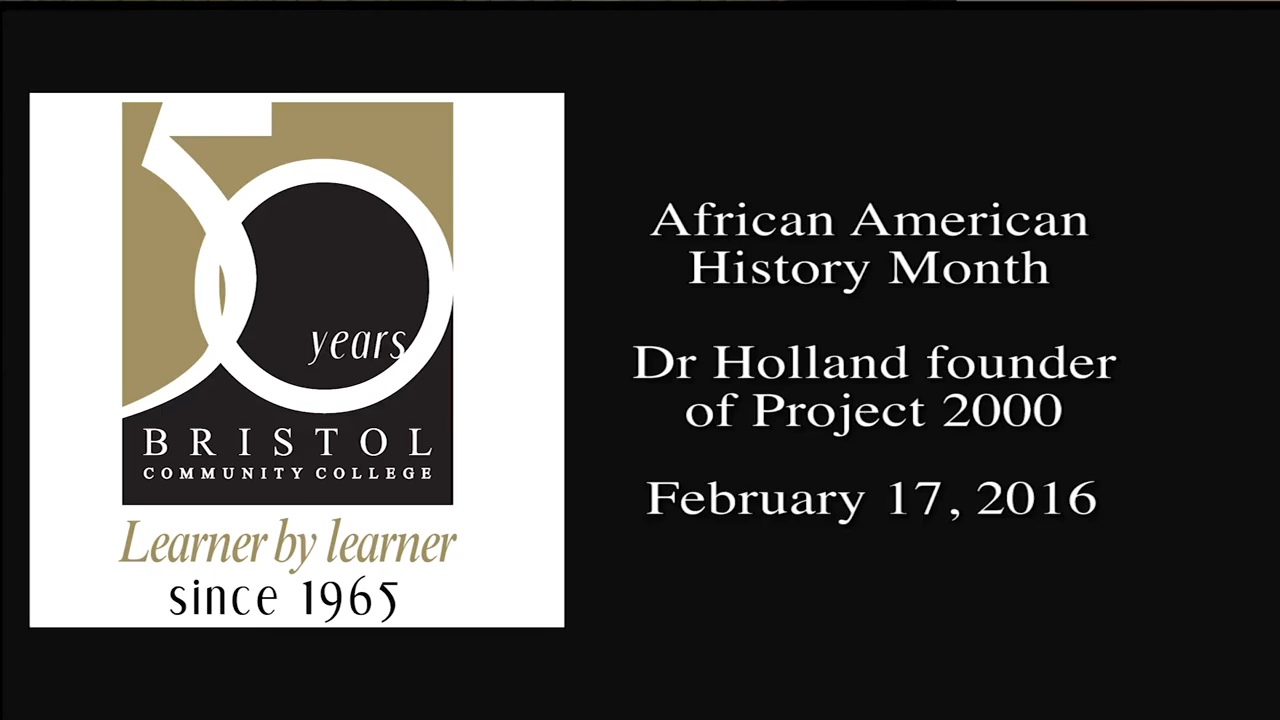 50
years
BRISTOL
COMMUNITY COLLEGE
Learner by learner
since 1965
African American
History Month
Dr Holland founder
of Project 2000
February 17, 2016